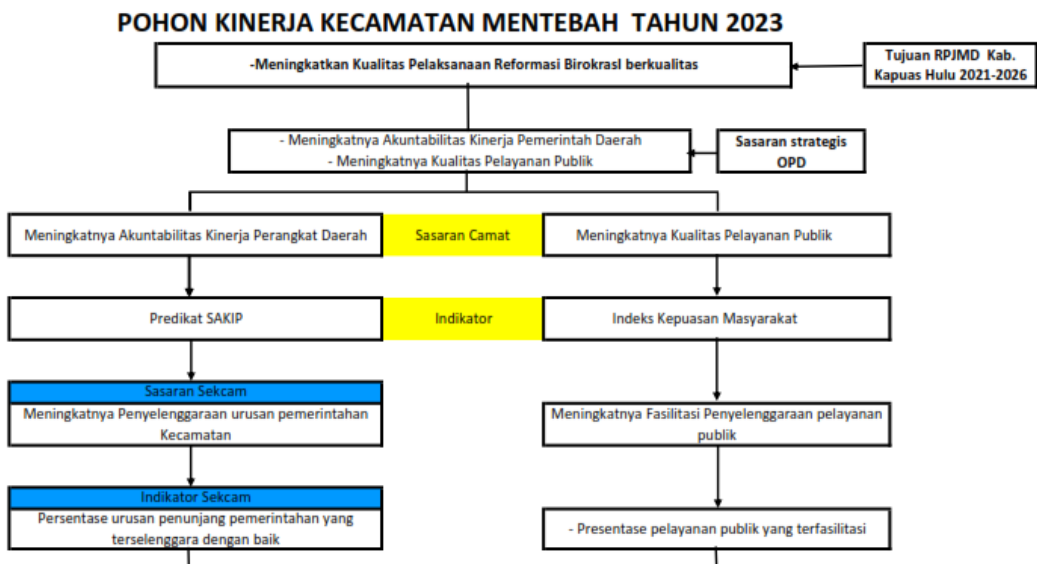 POHON KINERJA KECAMATAN MENTEBAH TAHUN 2023
-Meningkatkan Kualitas Pelaksanaan Reformasi BirokrasI berkualitas
Tujuan RPJMD Kab.
Kapuas Hulu 2021-2026
- Meningkatnya Akuntabilitas Kinerja Pemerintah Daerah
- Meningkatnya Kualitas Pelayanan Publik
Sasaran strategis
OPD
Meningkatnya Akuntabilitas Kinerja Perangkat Daerah
Sasaran Camat
Meningkatnya Kualitas Pelayanan Publik
Predikat SAKIP
Indikator
Indeks Kepuasan Masyarakat
Sasaran Sekcam
Meningkatnya Penyelenggaraan urusan pemerintahan
Kecamatan
Meningkatnya Fasilitasi Penyelenggaraan pelayanan
publik
Indikator Sekcam
Persentase urusan penunjang pemerintahan yang
terselenggara dengan baik
- Presentase pelayanan publik yang terfasilitasi